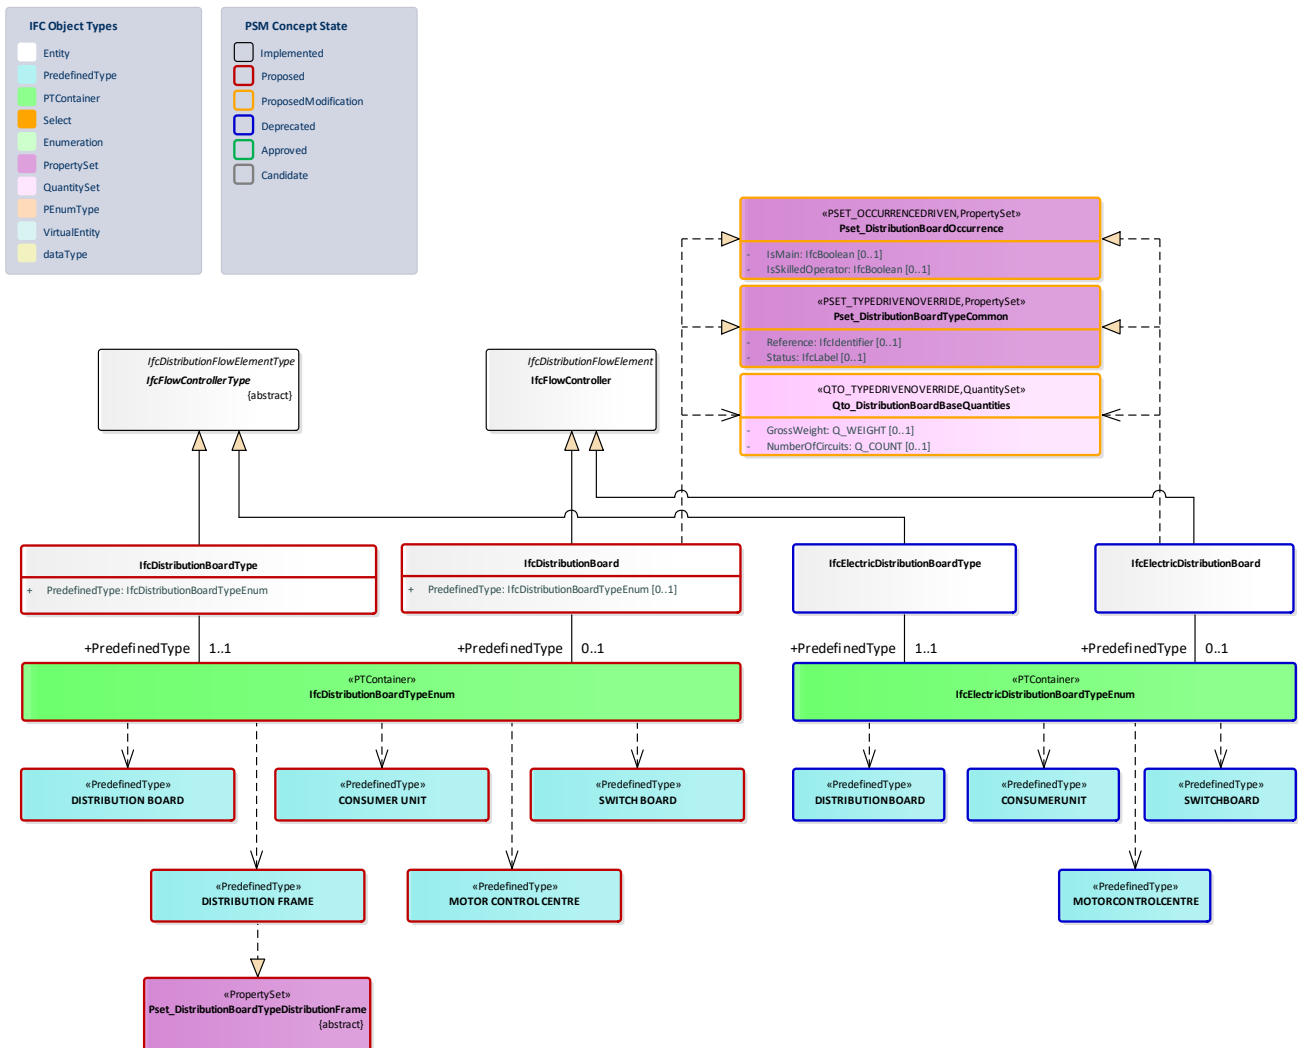 IFC Object Types
Entity
PredefinedType
PTContainer
Select
Enumeration
PropertySet
QuantitySet
PEnumType
VirtualEntity
dataType
PSM Concept State
Implemented
Proposed
ProposedModification
Deprecated
Approved
Candidate
«PSET_OCCURRENCEDRIVEN,PropertySet»
Pset_DistributionBoardOccurrence
- IsMain: IfcBoolean [0..1]
- IsSkilledOperator: IfcBoolean [0..1]
«PSET_TYPEDRIVENOVERRIDE,PropertySet»
Pset_DistributionBoardTypeCommon
- Reference: IfcIdentifier [0..1]
- Status: IfcLabel [0..1]
«QTO_TYPEDRIVENOVERRIDE,QuantitySet»
Qto_DistributionBoardBaseQuantities
- GrossWeight: Q_WEIGHT [0..1]
- NumberOfCircuits: Q_COUNT [0..1]
IfcDistributionFlowElementType
IfcFlowControllerType
{abstract}
IfcDistributionFlowElement
IfcFlowController
IfcDistributionBoardType
+ PredefinedType: IfcDistributionBoardTypeEnum
IfcDistributionBoard
+ PredefinedType: IfcDistributionBoardTypeEnum [0..1]
IfcElectricDistributionBoardType
IfcElectricDistributionBoard
+PredefinedType 1..1
+PredefinedType 0..1
+PredefinedType 1..1
+PredefinedType 0..1
«PTContainer»
IfcDistributionBoardTypeEnum
«PTContainer»
IfcElectricDistributionBoardTypeEnum
«PredefinedType»
DISTRIBUTION BOARD
«PredefinedType»
CONSUMER UNIT
«PredefinedType»
SWITCH BOARD
«PredefinedType»
DISTRIBUTIONBOARD
«PredefinedType»
CONSUMERUNIT
«PredefinedType»
SWITCHBOARD
«PredefinedType»
DISTRIBUTION FRAME
«PredefinedType»
MOTOR CONTROL CENTRE
«PredefinedType»
MOTORCONTROLCENTRE
«PropertySet»
Pset_DistributionBoardTypeDistributionFrame
{abstract}